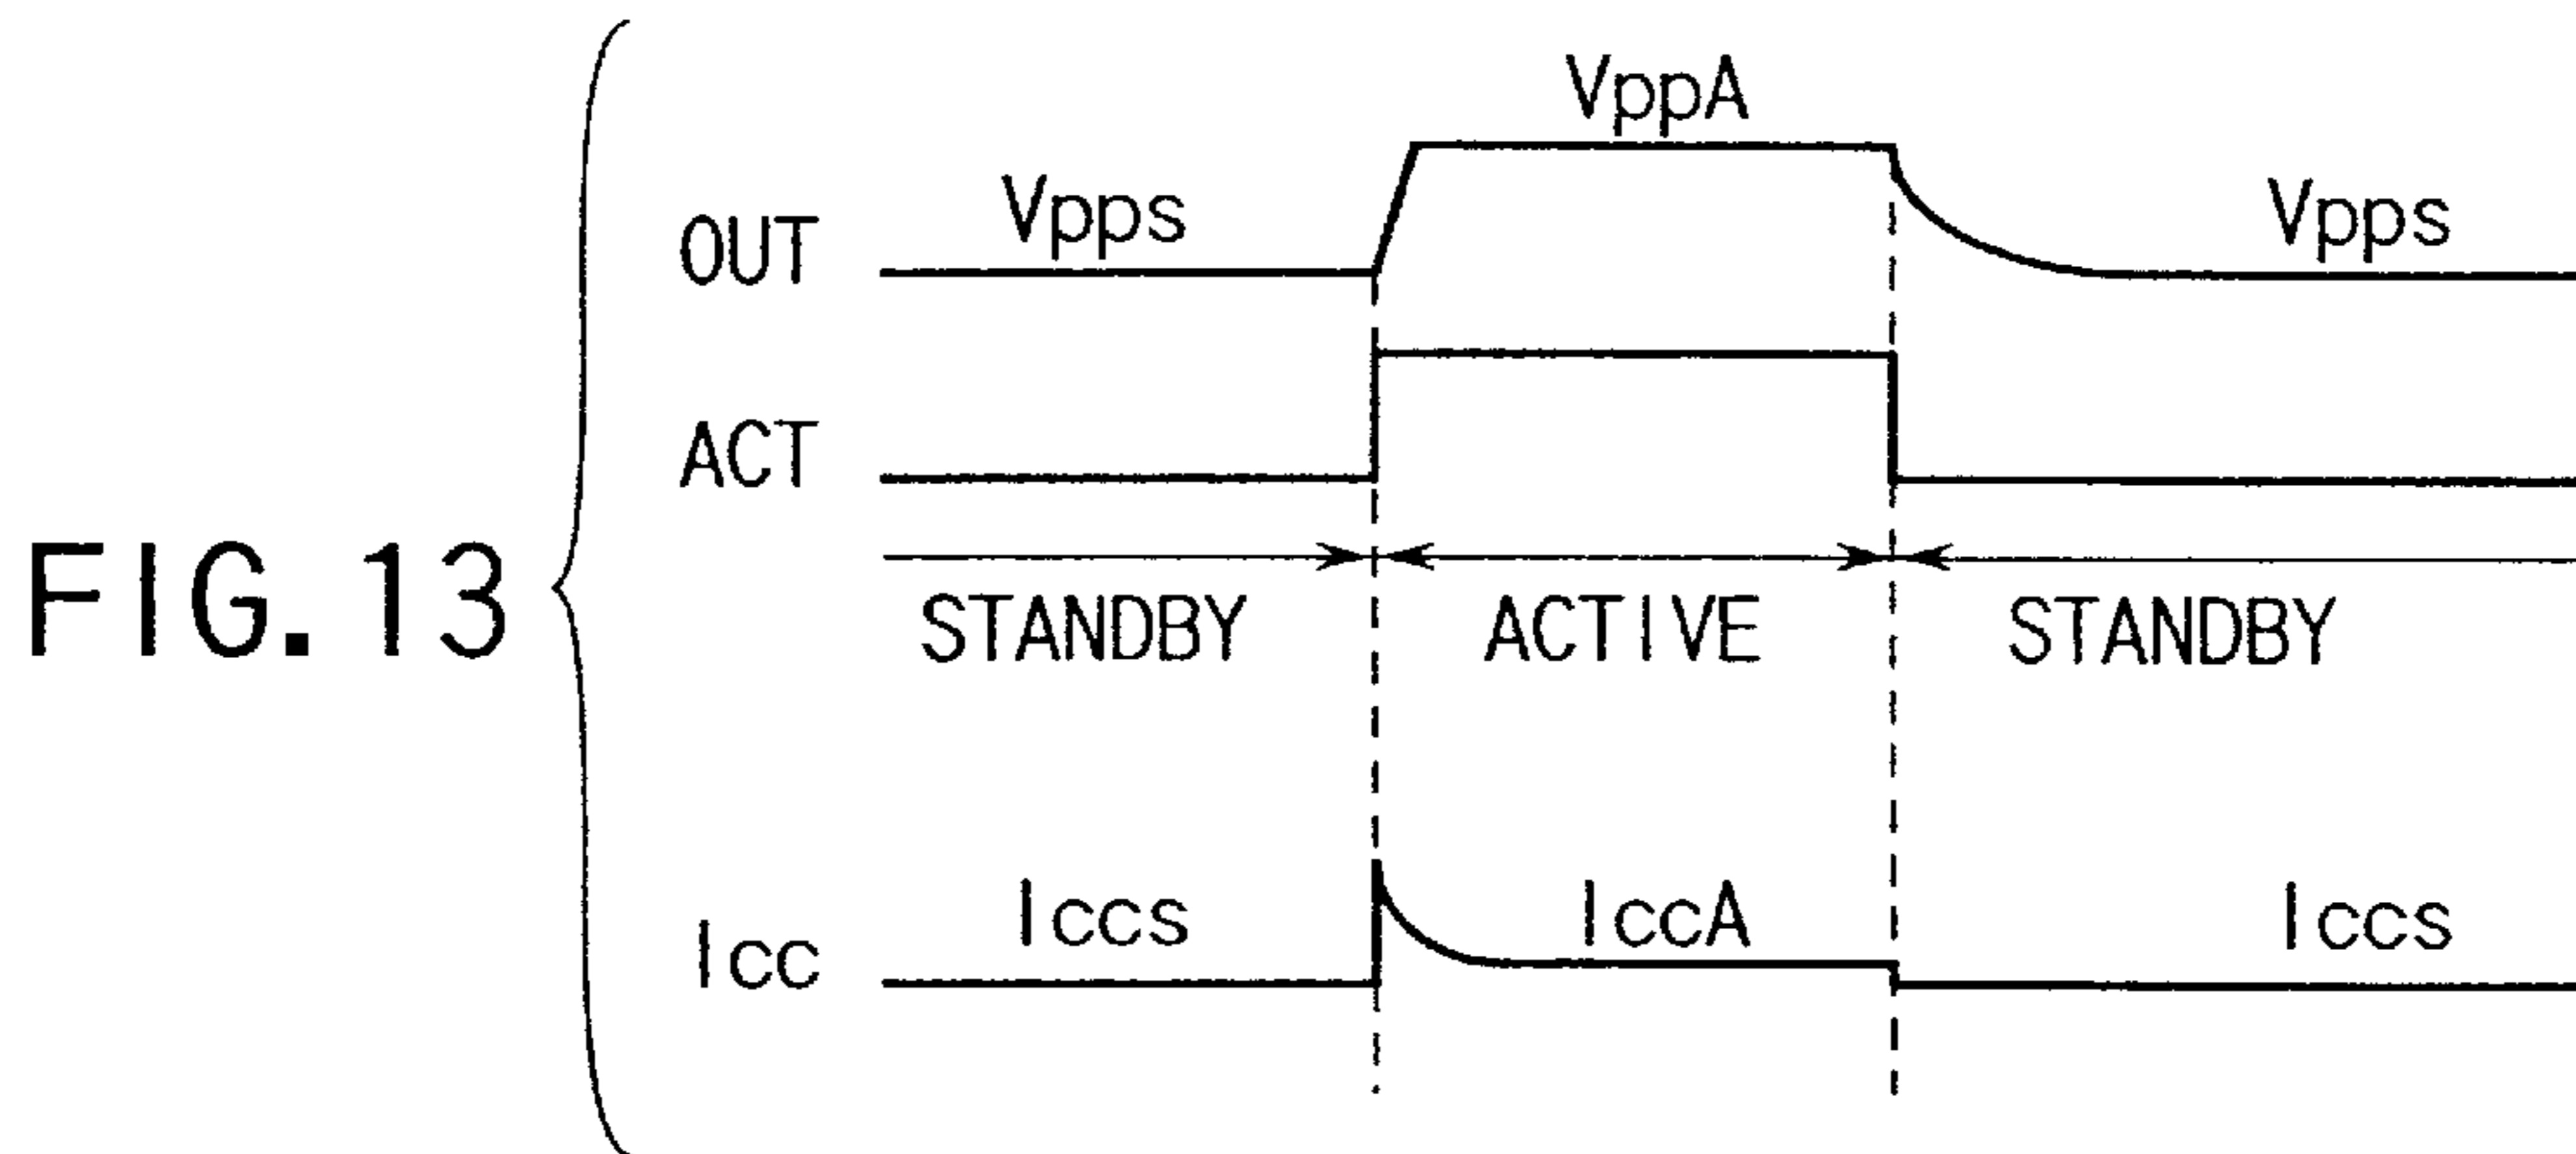 FIG.13
VppA
Vpps
Vpps
OUT
ACT
STANDBY ACTIVE STANDBY
Iccs IccA Iccs
Icc